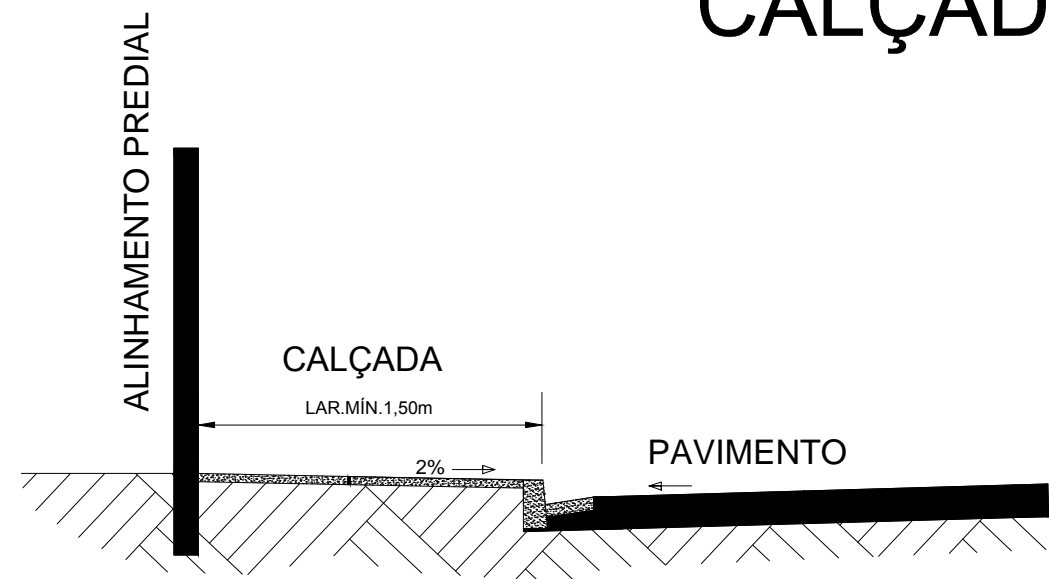 CALÇAD
ALINHAMENTO PREDIAL
CALÇADA
LAR.MÍN.1,50m
2%
PAVIMENTO